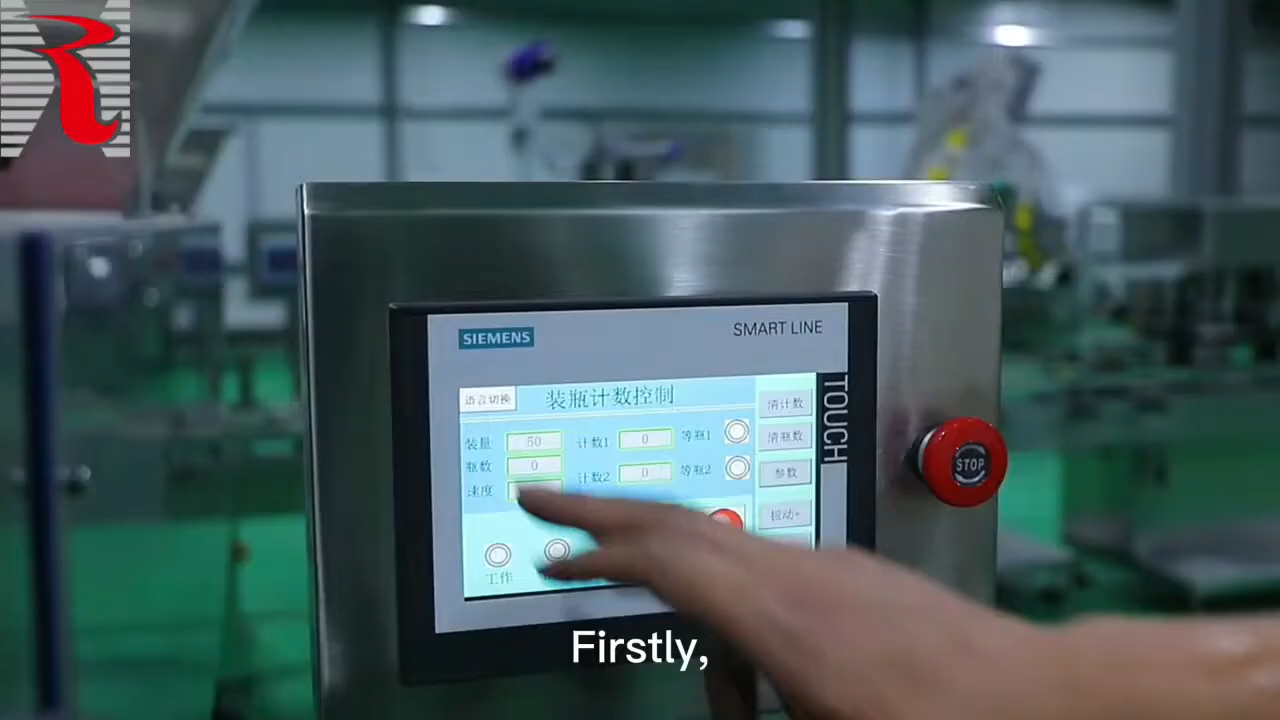 SIEMENS
SMART LINE
TOUCH
语言切换
装瓶计数控制
装量 50
计数1 0
等瓶1
瓶数 0
计数2 0
等瓶2
速度
清计数
清瓶数
参数
振动+
工作
STOP
Firstly,